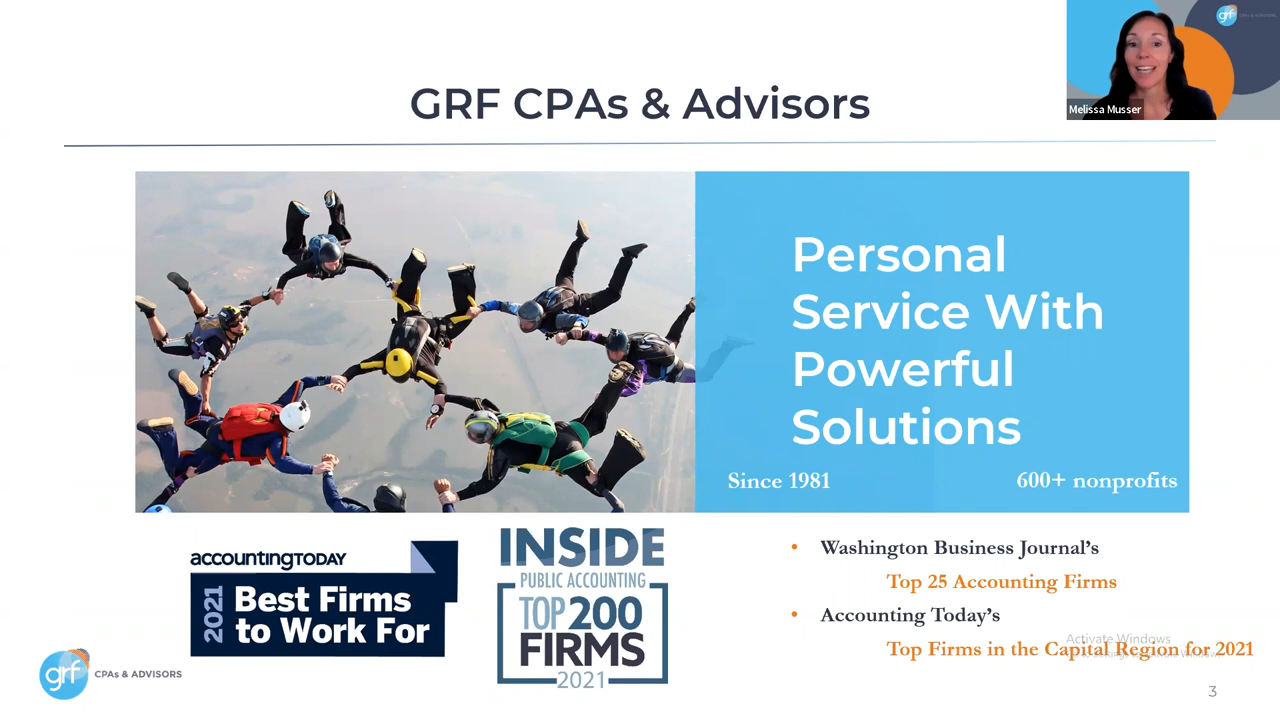 grf
Melissa Musser
GRF CPAs & Advisors
Personal
Service With
Powerful
Solutions
Since 1981
600+ nonprofits
accountingTODAY
2021
Best Firms
to Work For
INSIDE
PUBLIC ACCOUNTING
TOP 200
FIRMS
2021
• Washington Business Journal's
Top 25 Accounting Firms
• Accounting Today's
Top Firms in the Capital Region for 2021
Activate Windows
grf CPAs & ADVISORS
3